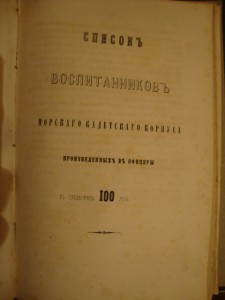 СПИСОКЪ
ВОСПИТАННИКОВЪ
МОРСКАГО КАДЕТСКАГО КОРПУСА
ПРОИЗВЕДЕННЫХЪ ВЪ ОФИЦЕРЫ
100